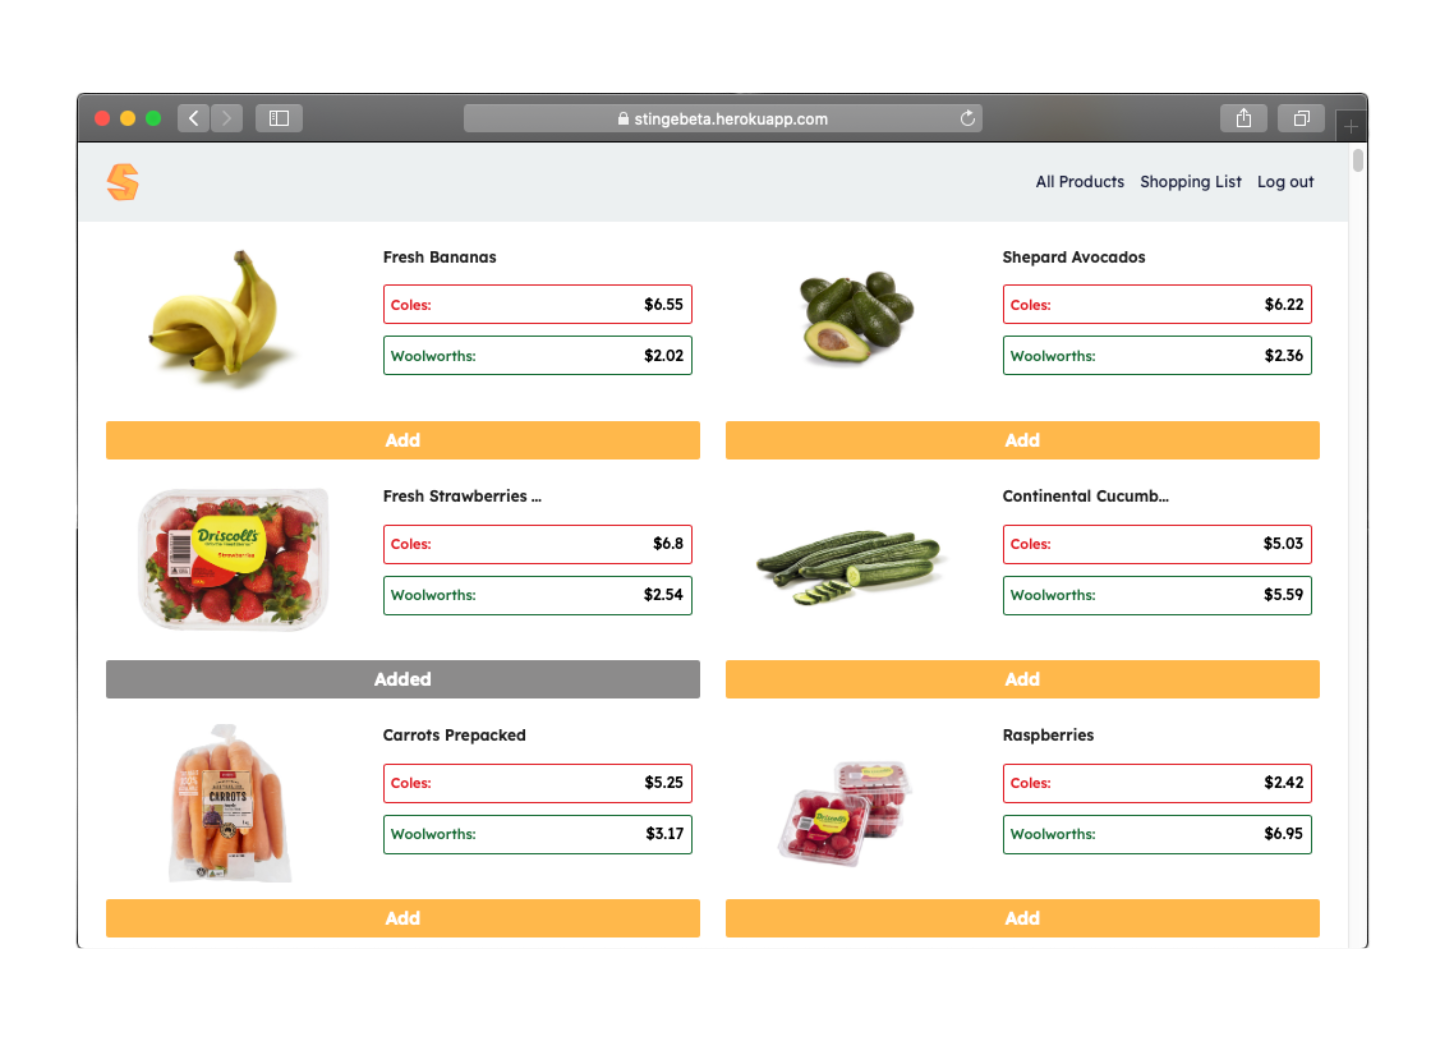 stingebeta.herokuapp.com
S
All Products Shopping List Log out
Fresh Bananas
Coles: $6.55
Woolworths: $2.02
Add
Shepard Avocados
Coles: $6.22
Woolworths: $2.36
Add
Fresh Strawberries ...
Coles: $6.8
Woolworths: $2.54
Added
Driscoll's
Strawberries
Continental Cucumb...
Coles: $5.03
Woolworths: $5.59
Add
Carrots Prepacked
Coles: $5.25
Woolworths: $3.17
Add
CARROTS
Raspberries
Coles: $2.42
Woolworths: $6.95
Add
Driscoll's